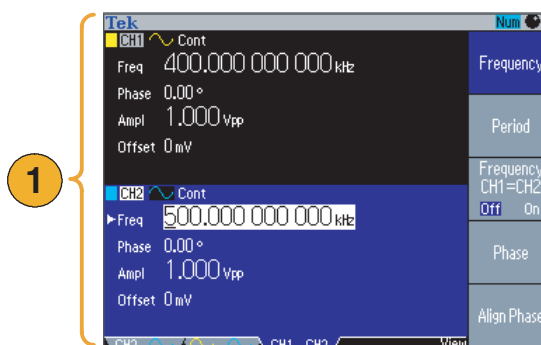 Tek Num
CH1 Cont
Freq 400.000 000 000 kHz
Phase 0.00 °
Ampl 1.000 Vpp
Offset 0 mV
CH2 Cont
Freq 500.000 000 000 kHz
Phase 0.00 °
Ampl 1.000 Vpp
Offset 0 mV
CH2 CH1 CH2 View
Frequency
Period
Frequency
CH1=CH2
Off On
Phase
Align Phase
1